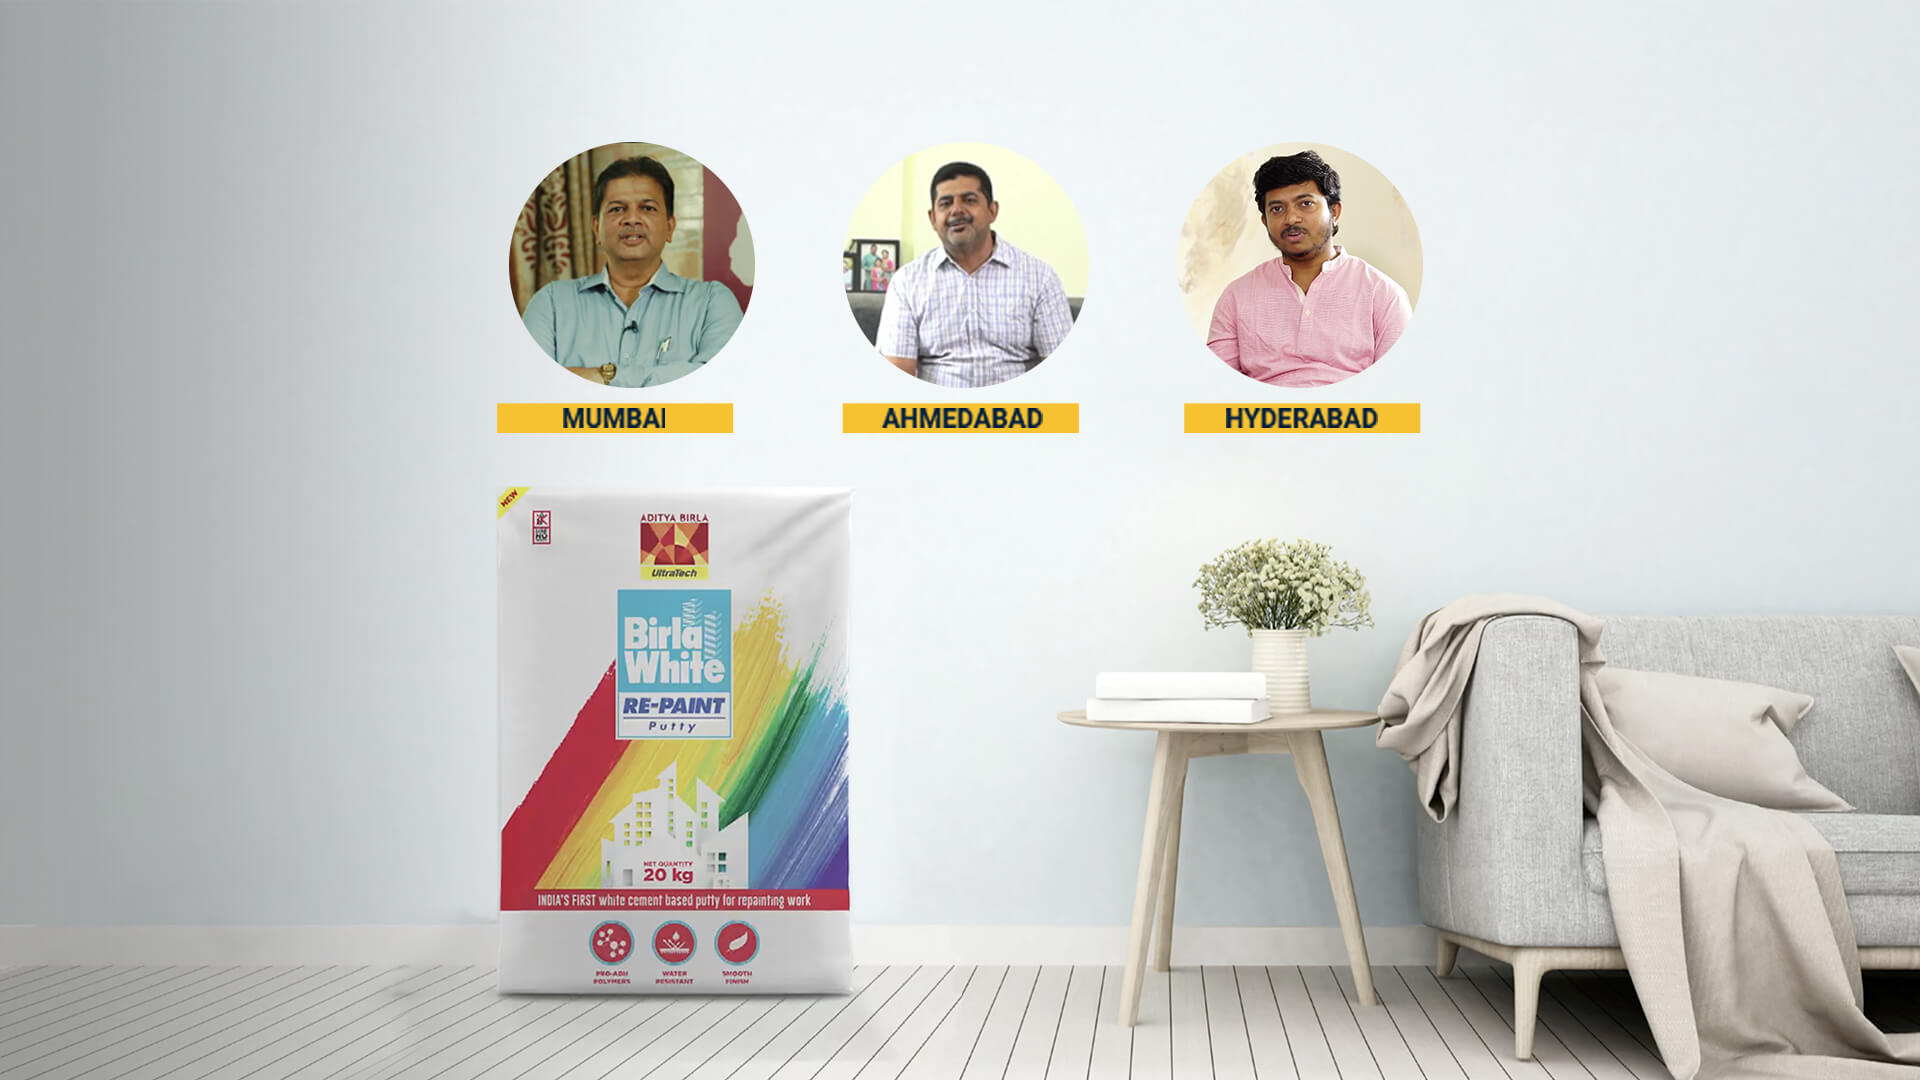 MUMBAI
AHMEDABAD
HYDERABAD
NEW
ADITYA BIRLA
UltraTech
Birla
White
RE-PAINT
Putty
NET QUANTITY
20 kg
INDIA'S FIRST white cement based putty for repainting work
PRO-ADH
POLYMERS
WATER
RESISTANT
SMOOTH
FINISH